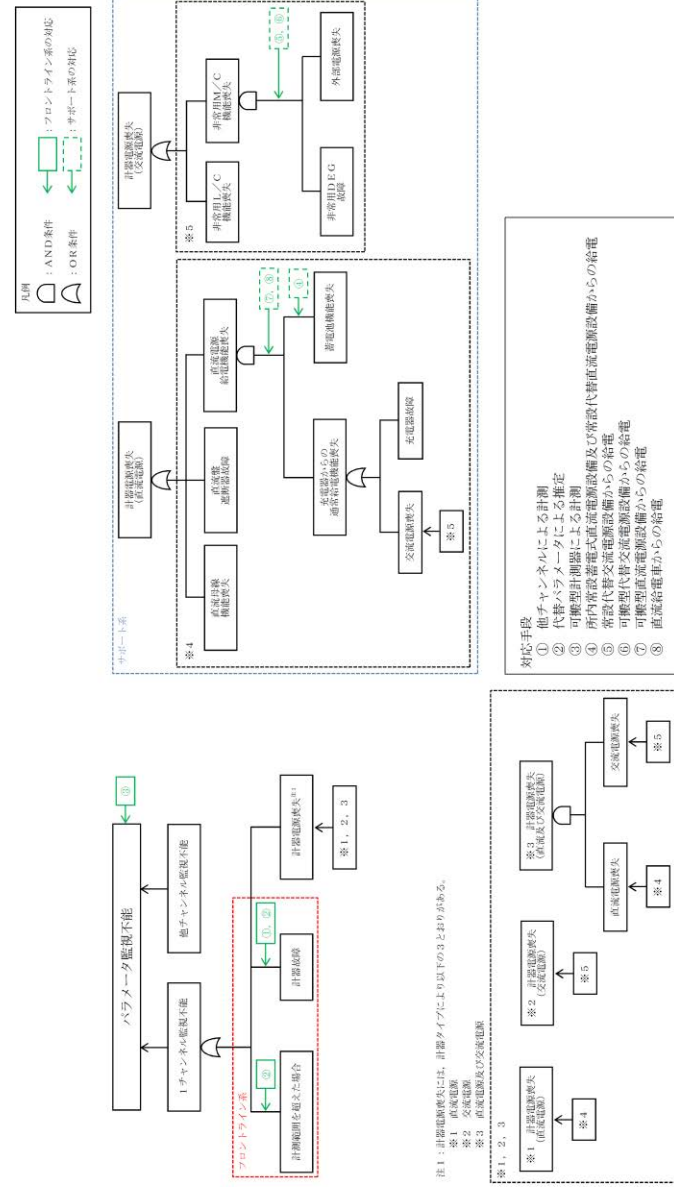 凡例
：AND条件
：OR条件
：フロントライン系の対応
：サポート系の対応
パラメータ監視不能
③
1チャンネル監視不能
他チャンネル監視不能
フロントライン系
②
①，②
計測範囲を超えた場合
計器故障
計器電源喪失※1
※1，2，3
注1：計器電源喪失には、計器タイプにより以下の3とおりがある。
※1　直流電源
※2　交流電源
※3　直流電源及び交流電源
※1，2，3
※1　計器電源喪失
（直流電源）
※4
※2　計器電源喪失
（交流電源）
※5
※3　計器電源喪失
（直流及び交流電源）
直流電源喪失
交流電源喪失
※4
※5
サポート系
計器電源喪失
（直流電源）
※4
直流母線
機能喪失
直流盤
遮断器故障
直流電源
給電機能喪失
⑦，⑧
④
充電器からの
通常給電機能喪失
蓄電池機能喪失
交流電源喪失
充電器故障
※5
計器電源喪失
（交流電源）
※5
非常用L／C
機能喪失
非常用M／C
機能喪失
⑤，⑥
非常用DEG
故障
外部電源喪失
対応手段
①　他チャンネルによる計測
②　代替パラメータによる推定
③　可搬型計測器による計測
④　所内常設蓄電式直流電源設備及び常設代替直流電源設備からの給電
⑤　常設代替交流電源設備からの給電
⑥　可搬型代替交流電源設備からの給電
⑦　可搬型直流電源設備からの給電
⑧　直流給電車からの給電